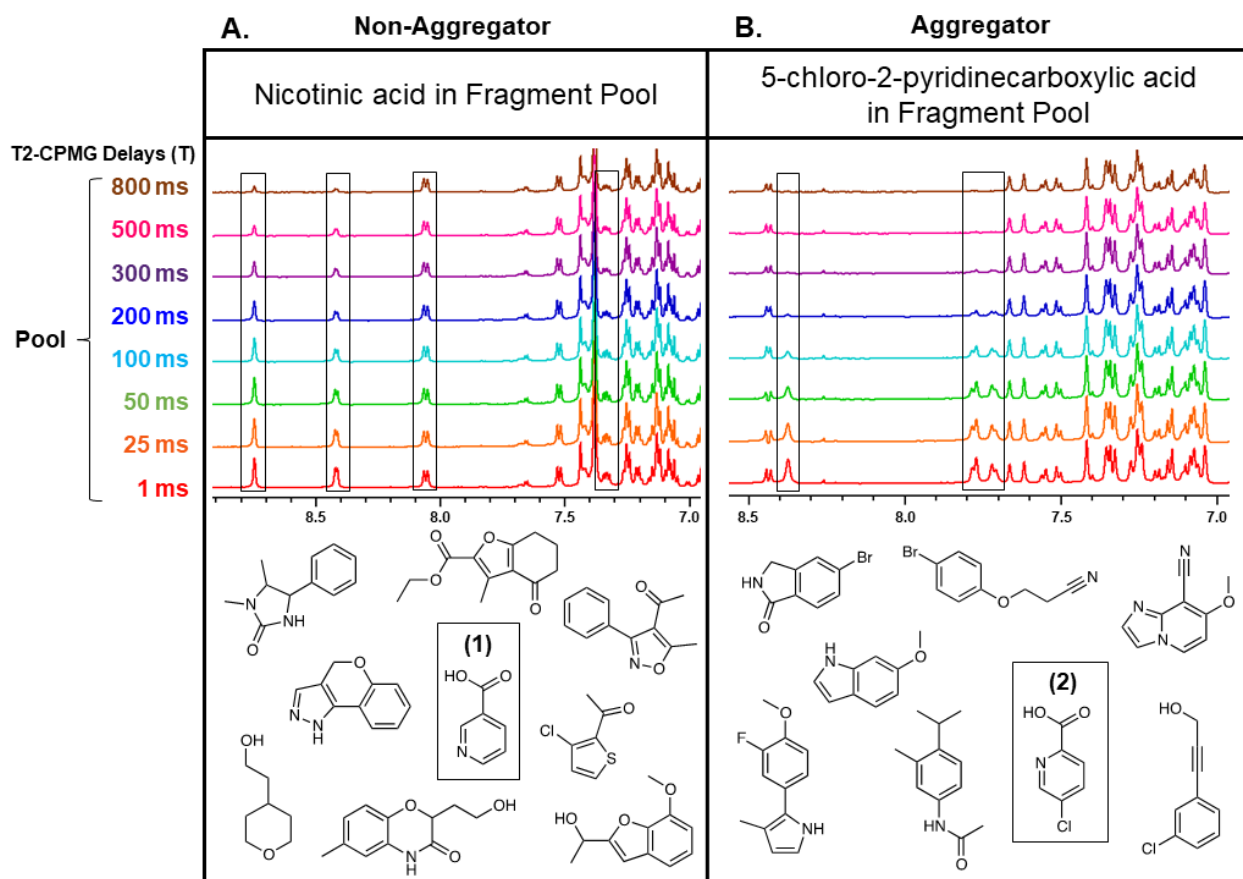 A.
Non-Aggregator
B.
Aggregator
Nicotinic acid in Fragment Pool
5-chloro-2-pyridinecarboxylic acid
in Fragment Pool
T2-CPMG Delays (T)
Pool
800 ms
500 ms
300 ms
200 ms
100 ms
50 ms
25 ms
1 ms
8.5 8.0 7.5 7.0
8.5 8.0 7.5 7.0
N
NH
O
O
O
O
O
O
N
O
O
N
NH
(1)
HO
O
N
O
Cl
S
OH
O
O
N
H
O
OH
HO
O
O
NH
O
Br
Br
O
N
N
N
N
O
H
N
O
O
F
NH
NH
O
(2)
HO
O
N
Cl
HO
Cl